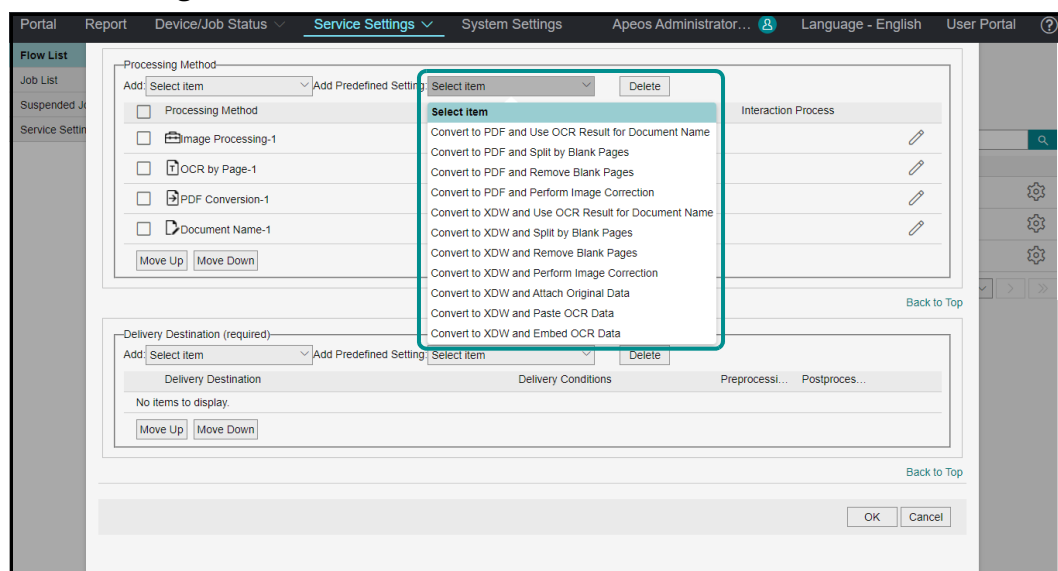 Portal Report Device/Job Status Service Settings System Settings Apeos Administrator… Language - English User Portal ?
Flow List
Job List
Suspended Jo
Service Settin
Processing Method
Add: Select item Add Predefined Setting: Select item Delete
Processing Method Interaction Process
Image Processing-1
OCR by Page-1
PDF Conversion-1
Document Name-1
Move Up Move Down
Select item
Convert to PDF and Use OCR Result for Document Name
Convert to PDF and Split by Blank Pages
Convert to PDF and Remove Blank Pages
Convert to PDF and Perform Image Correction
Convert to XDW and Use OCR Result for Document Name
Convert to XDW and Split by Blank Pages
Convert to XDW and Remove Blank Pages
Convert to XDW and Perform Image Correction
Convert to XDW and Attach Original Data
Convert to XDW and Paste OCR Data
Convert to XDW and Embed OCR Data
Back to Top
Delivery Destination (required)
Add: Select item Add Predefined Setting: Select item Delete
Delivery Destination Delivery Conditions Preprocessi... Postproces...
No items to display.
Move Up Move Down
Back to Top
OK Cancel